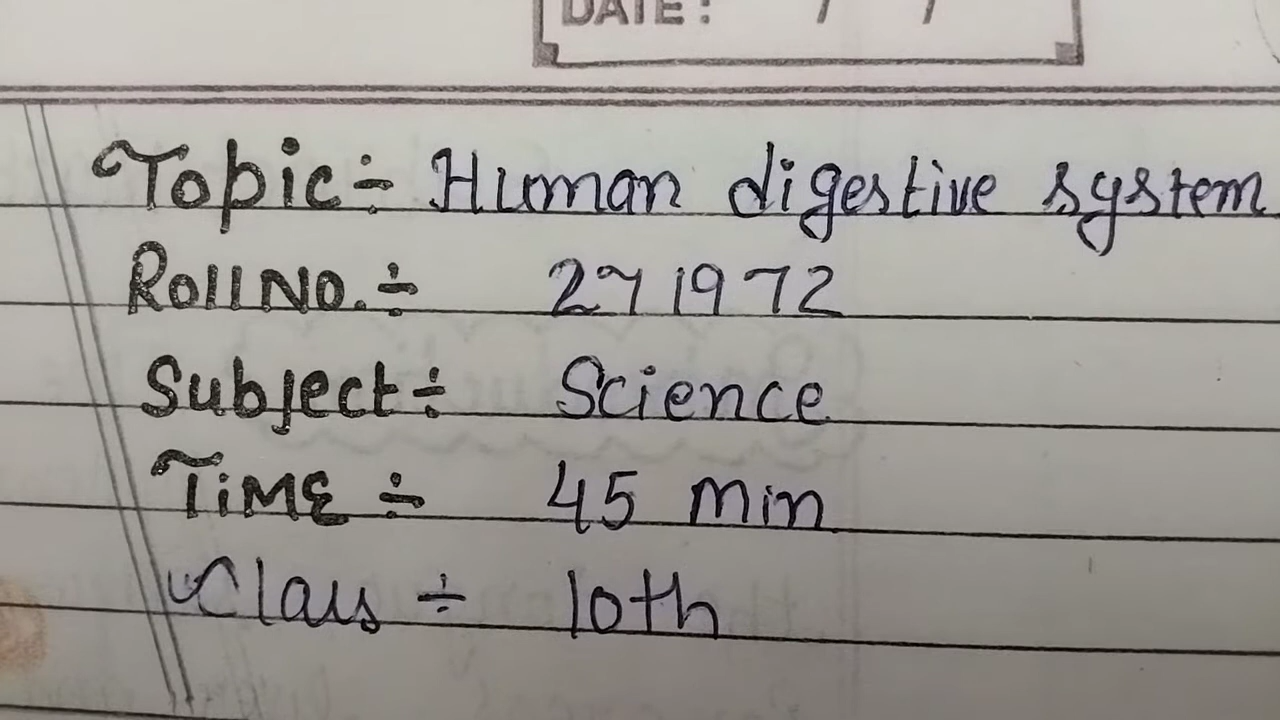 DATE: / /
Topic ÷ Human digestive system
Roll No. ÷ 271972
Subject ÷ Science
TiME ÷ 45 Min
Class ÷ 10th